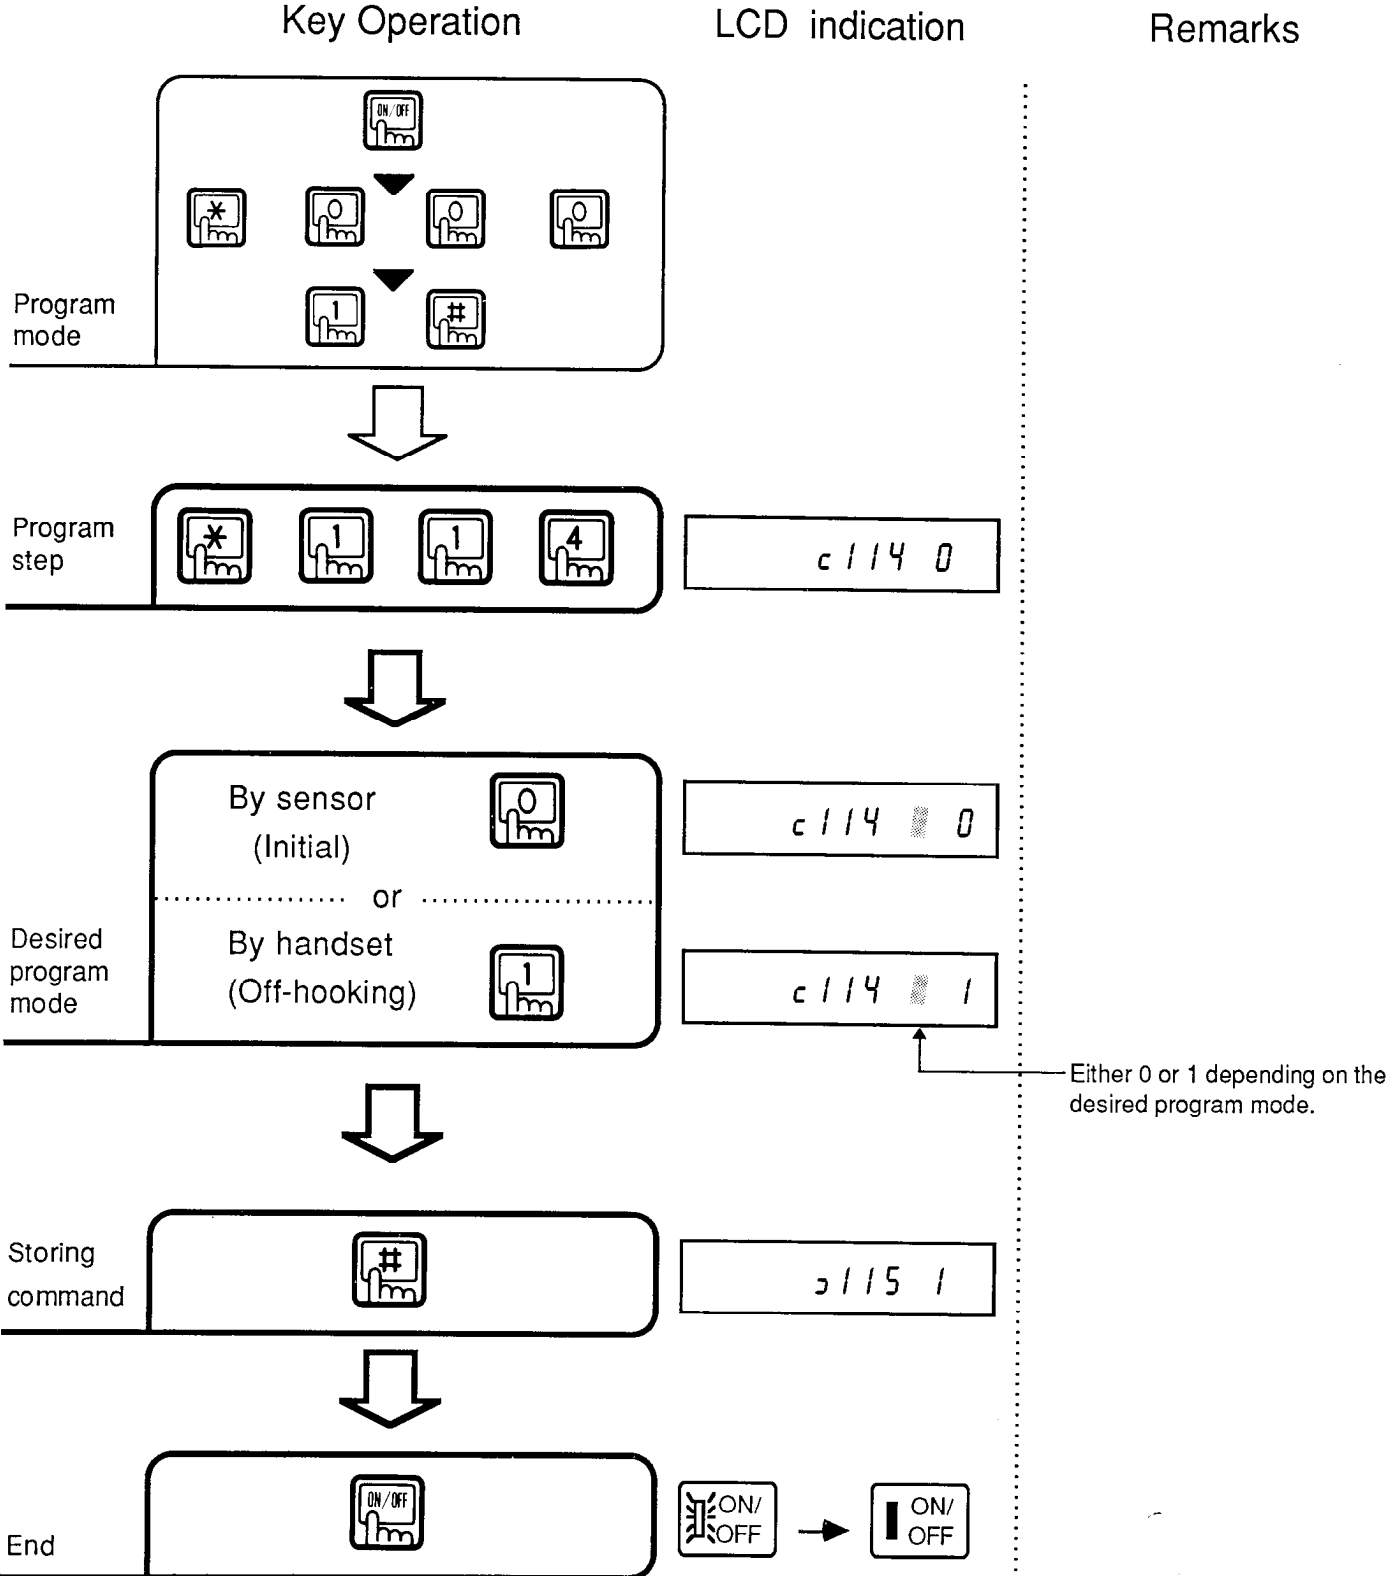 Key Operation LCD indication Remarks
ON/OFF
* 0 0 0
1 #
Program
mode
Program
step
* 1 1 4
c114 0
By sensor
(Initial)
0
c114 0
or
Desired
program
mode
By handset
(Off-hooking)
1
c114 1
Either 0 or 1 depending on the
desired program mode.
Storing
command
#
ɔ115 1
End
ON/OFF
ON/
OFF
ON/
OFF